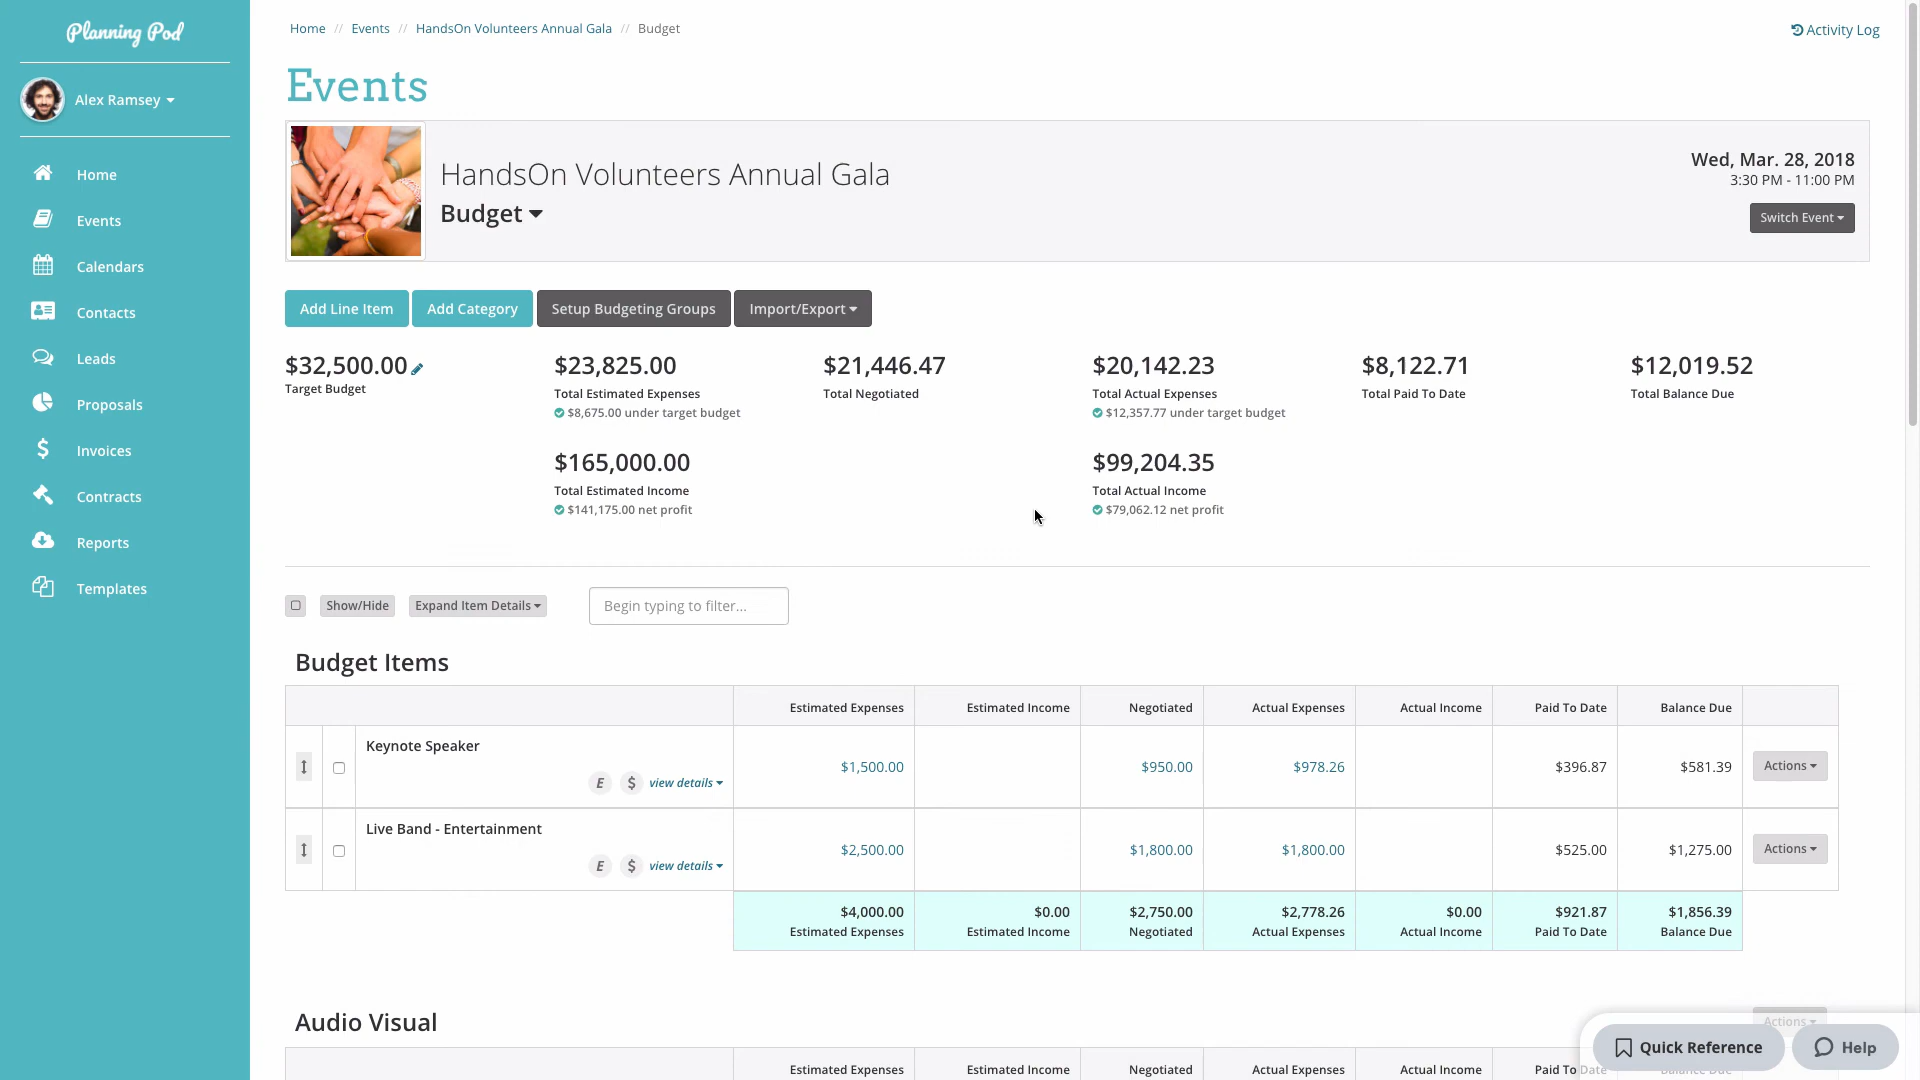 Planning Pod
Alex Ramsey
Home
Events
Calendars
Contacts
Leads
Proposals
Invoices
Contracts
Reports
Templates
Home // Events // HandsOn Volunteers Annual Gala // Budget
Activity Log
Events
HandsOn Volunteers Annual Gala
Budget
Wed, Mar. 28, 2018
3:30 PM - 11:00 PM
Switch Event
Add Line Item Add Category Setup Budgeting Groups Import/Export
$32,500.00
Target Budget
$23,825.00
Total Estimated Expenses
$8,675.00 under target budget
$21,446.47
Total Negotiated
$20,142.23
Total Actual Expenses
$12,357.77 under target budget
$8,122.71
Total Paid To Date
$12,019.52
Total Balance Due
$165,000.00
Total Estimated Income
$141,175.00 net profit
$99,204.35
Total Actual Income
$79,062.12 net profit
Show/Hide Expand Item Details Begin typing to filter...
Budget Items
Estimated Expenses Estimated Income Negotiated Actual Expenses Actual Income Paid To Date Balance Due
Keynote Speaker
E $ view details
$1,500.00 $950.00 $978.26 $396.87 $581.39 Actions
Live Band - Entertainment
E $ view details
$2,500.00 $1,800.00 $1,800.00 $525.00 $1,275.00 Actions
$4,000.00 $0.00 $2,750.00 $2,778.26 $0.00 $921.87 $1,856.39
Estimated Expenses Estimated Income Negotiated Actual Expenses Actual Income Paid To Date Balance Due
Audio Visual
Actions
Estimated Expenses Estimated Income Negotiated Actual Expenses Actual Income Paid To Date Balance Due
Quick Reference
Help